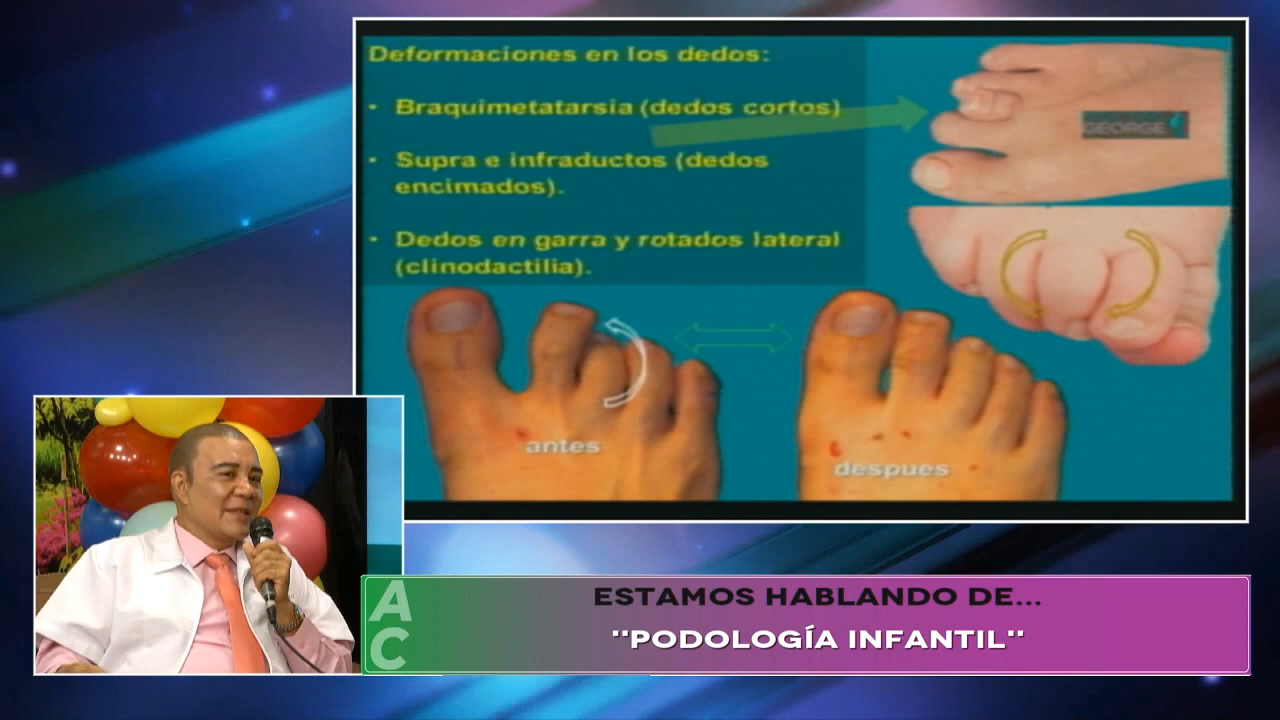 Deformaciones en los dedos:
• Braquimetatarsia (dedos cortos)
• Supra e infraductos (dedos
encimados).
• Dedos en garra y rotados lateral
(clinodactilia).
GEORGE
antes
despues
AC
ESTAMOS HABLANDO DE...
"PODOLOGÍA INFANTIL"